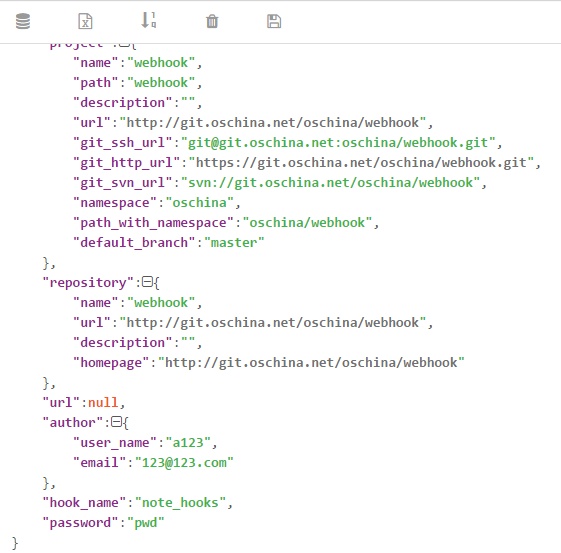 "project":{
"name":"webhook",
"path":"webhook",
"description":"",
"url":"http://git.oschina.net/oschina/webhook",
"git_ssh_url":"git@git.oschina.net:oschina/webhook.git",
"git_http_url":"https://git.oschina.net/oschina/webhook.git",
"git_svn_url":"svn://git.oschina.net/oschina/webhook",
"namespace":"oschina",
"path_with_namespace":"oschina/webhook",
"default_branch":"master"
},
"repository":{
"name":"webhook",
"url":"http://git.oschina.net/oschina/webhook",
"description":"",
"homepage":"http://git.oschina.net/oschina/webhook"
},
"url":null,
"author":{
"user_name":"a123",
"email":"123@123.com"
},
"hook_name":"note_hooks",
"password":"pwd"
}